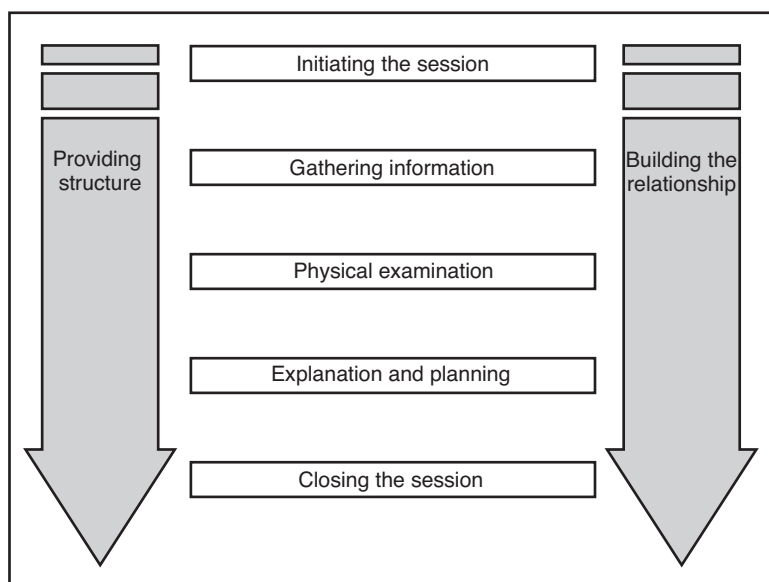 Initiating the session
Providing
structure
Gathering information
Building the
relationship
Physical examination
Explanation and planning
Closing the session